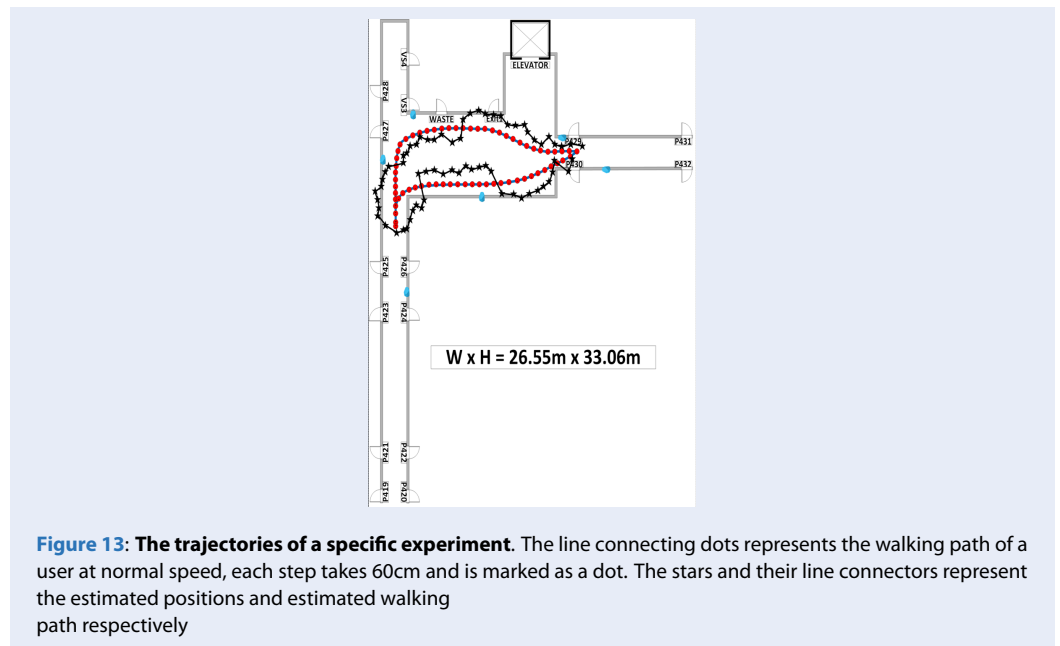 ELEVATOR
VS4
P428
VS3
WASTE
EXIT
P427
P429
P431
P430
P432
P425
P426
P423
P424
W x H = 26.55m x 33.06m
P421
P422
P419
P420
Figure 13: The trajectories of a specific experiment. The line connecting dots represents the walking path of a
user at normal speed, each step takes 60cm and is marked as a dot. The stars and their line connectors represent
the estimated positions and estimated walking
path respectively